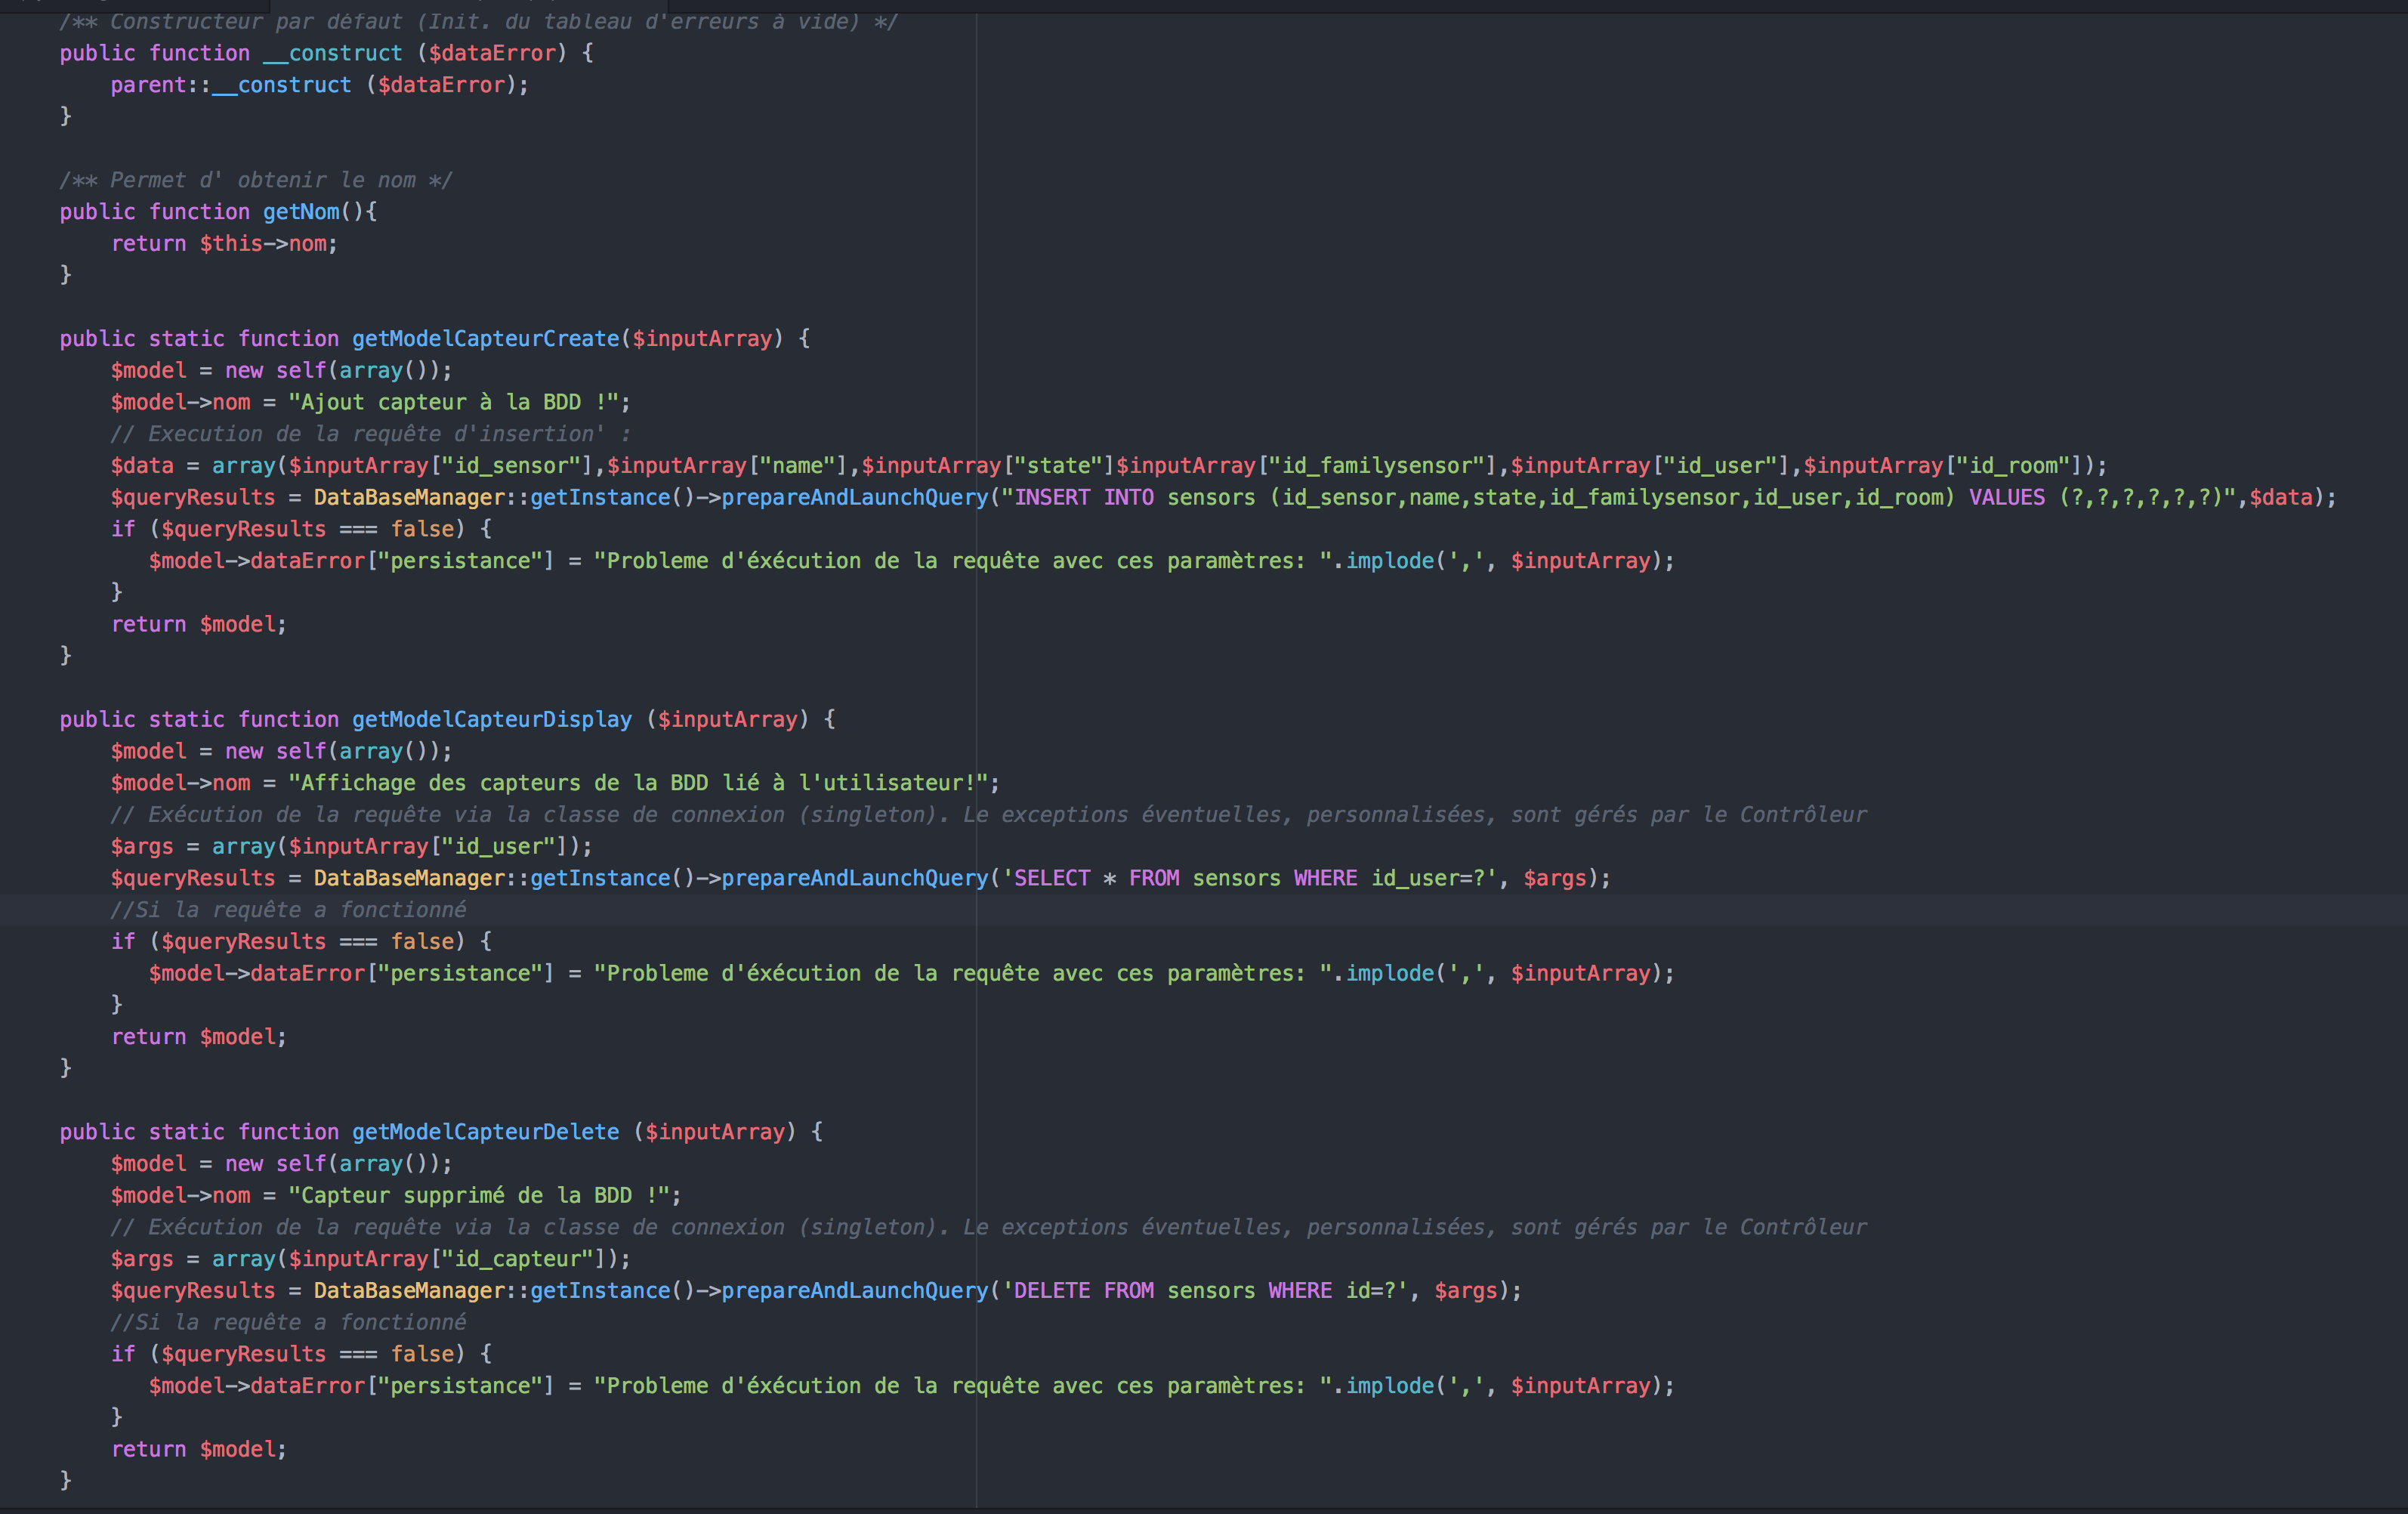 /** Constructeur par défaut (Init. du tableau d'erreurs à vide) */
public function __construct ($dataError) {
parent::__construct ($dataError);
}
/** Permet d' obtenir le nom */
public function getNom(){
return $this->nom;
}
public static function getModelCapteurCreate($inputArray) {
$model = new self(array());
$model->nom = "Ajout capteur à la BDD !";
// Execution de la requête d'insertion' :
$data = array($inputArray["id_sensor"],$inputArray["name"],$inputArray["state"]$inputArray["id_familysensor"],$inputArray["id_user"],$inputArray["id_room"]);
$queryResults = DataBaseManager::getInstance()->prepareAndLaunchQuery("INSERT INTO sensors (id_sensor,name,state,id_familysensor,id_user,id_room) VALUES (?,?,?,?,?,?)",$data);
if ($queryResults === false) {
$model->dataError["persistance"] = "Probleme d'éxécution de la requête avec ces paramètres: ".implode(',', $inputArray);
}
return $model;
}
public static function getModelCapteurDisplay ($inputArray) {
$model = new self(array());
$model->nom = "Affichage des capteurs de la BDD lié à l'utilisateur!";
// Exécution de la requête via la classe de connexion (singleton). Le exceptions éventuelles, personnalisées, sont gérés par le Contrôleur
$args = array($inputArray["id_user"]);
$queryResults = DataBaseManager::getInstance()->prepareAndLaunchQuery('SELECT * FROM sensors WHERE id_user=?', $args);
//Si la requête a fonctionné
if ($queryResults === false) {
$model->dataError["persistance"] = "Probleme d'éxécution de la requête avec ces paramètres: ".implode(',', $inputArray);
}
return $model;
}
public static function getModelCapteurDelete ($inputArray) {
$model = new self(array());
$model->nom = "Capteur supprimé de la BDD !";
// Exécution de la requête via la classe de connexion (singleton). Le exceptions éventuelles, personnalisées, sont gérés par le Contrôleur
$args = array($inputArray["id_capteur"]);
$queryResults = DataBaseManager::getInstance()->prepareAndLaunchQuery('DELETE FROM sensors WHERE id=?', $args);
//Si la requête a fonctionné
if ($queryResults === false) {
$model->dataError["persistance"] = "Probleme d'éxécution de la requête avec ces paramètres: ".implode(',', $inputArray);
}
return $model;
}